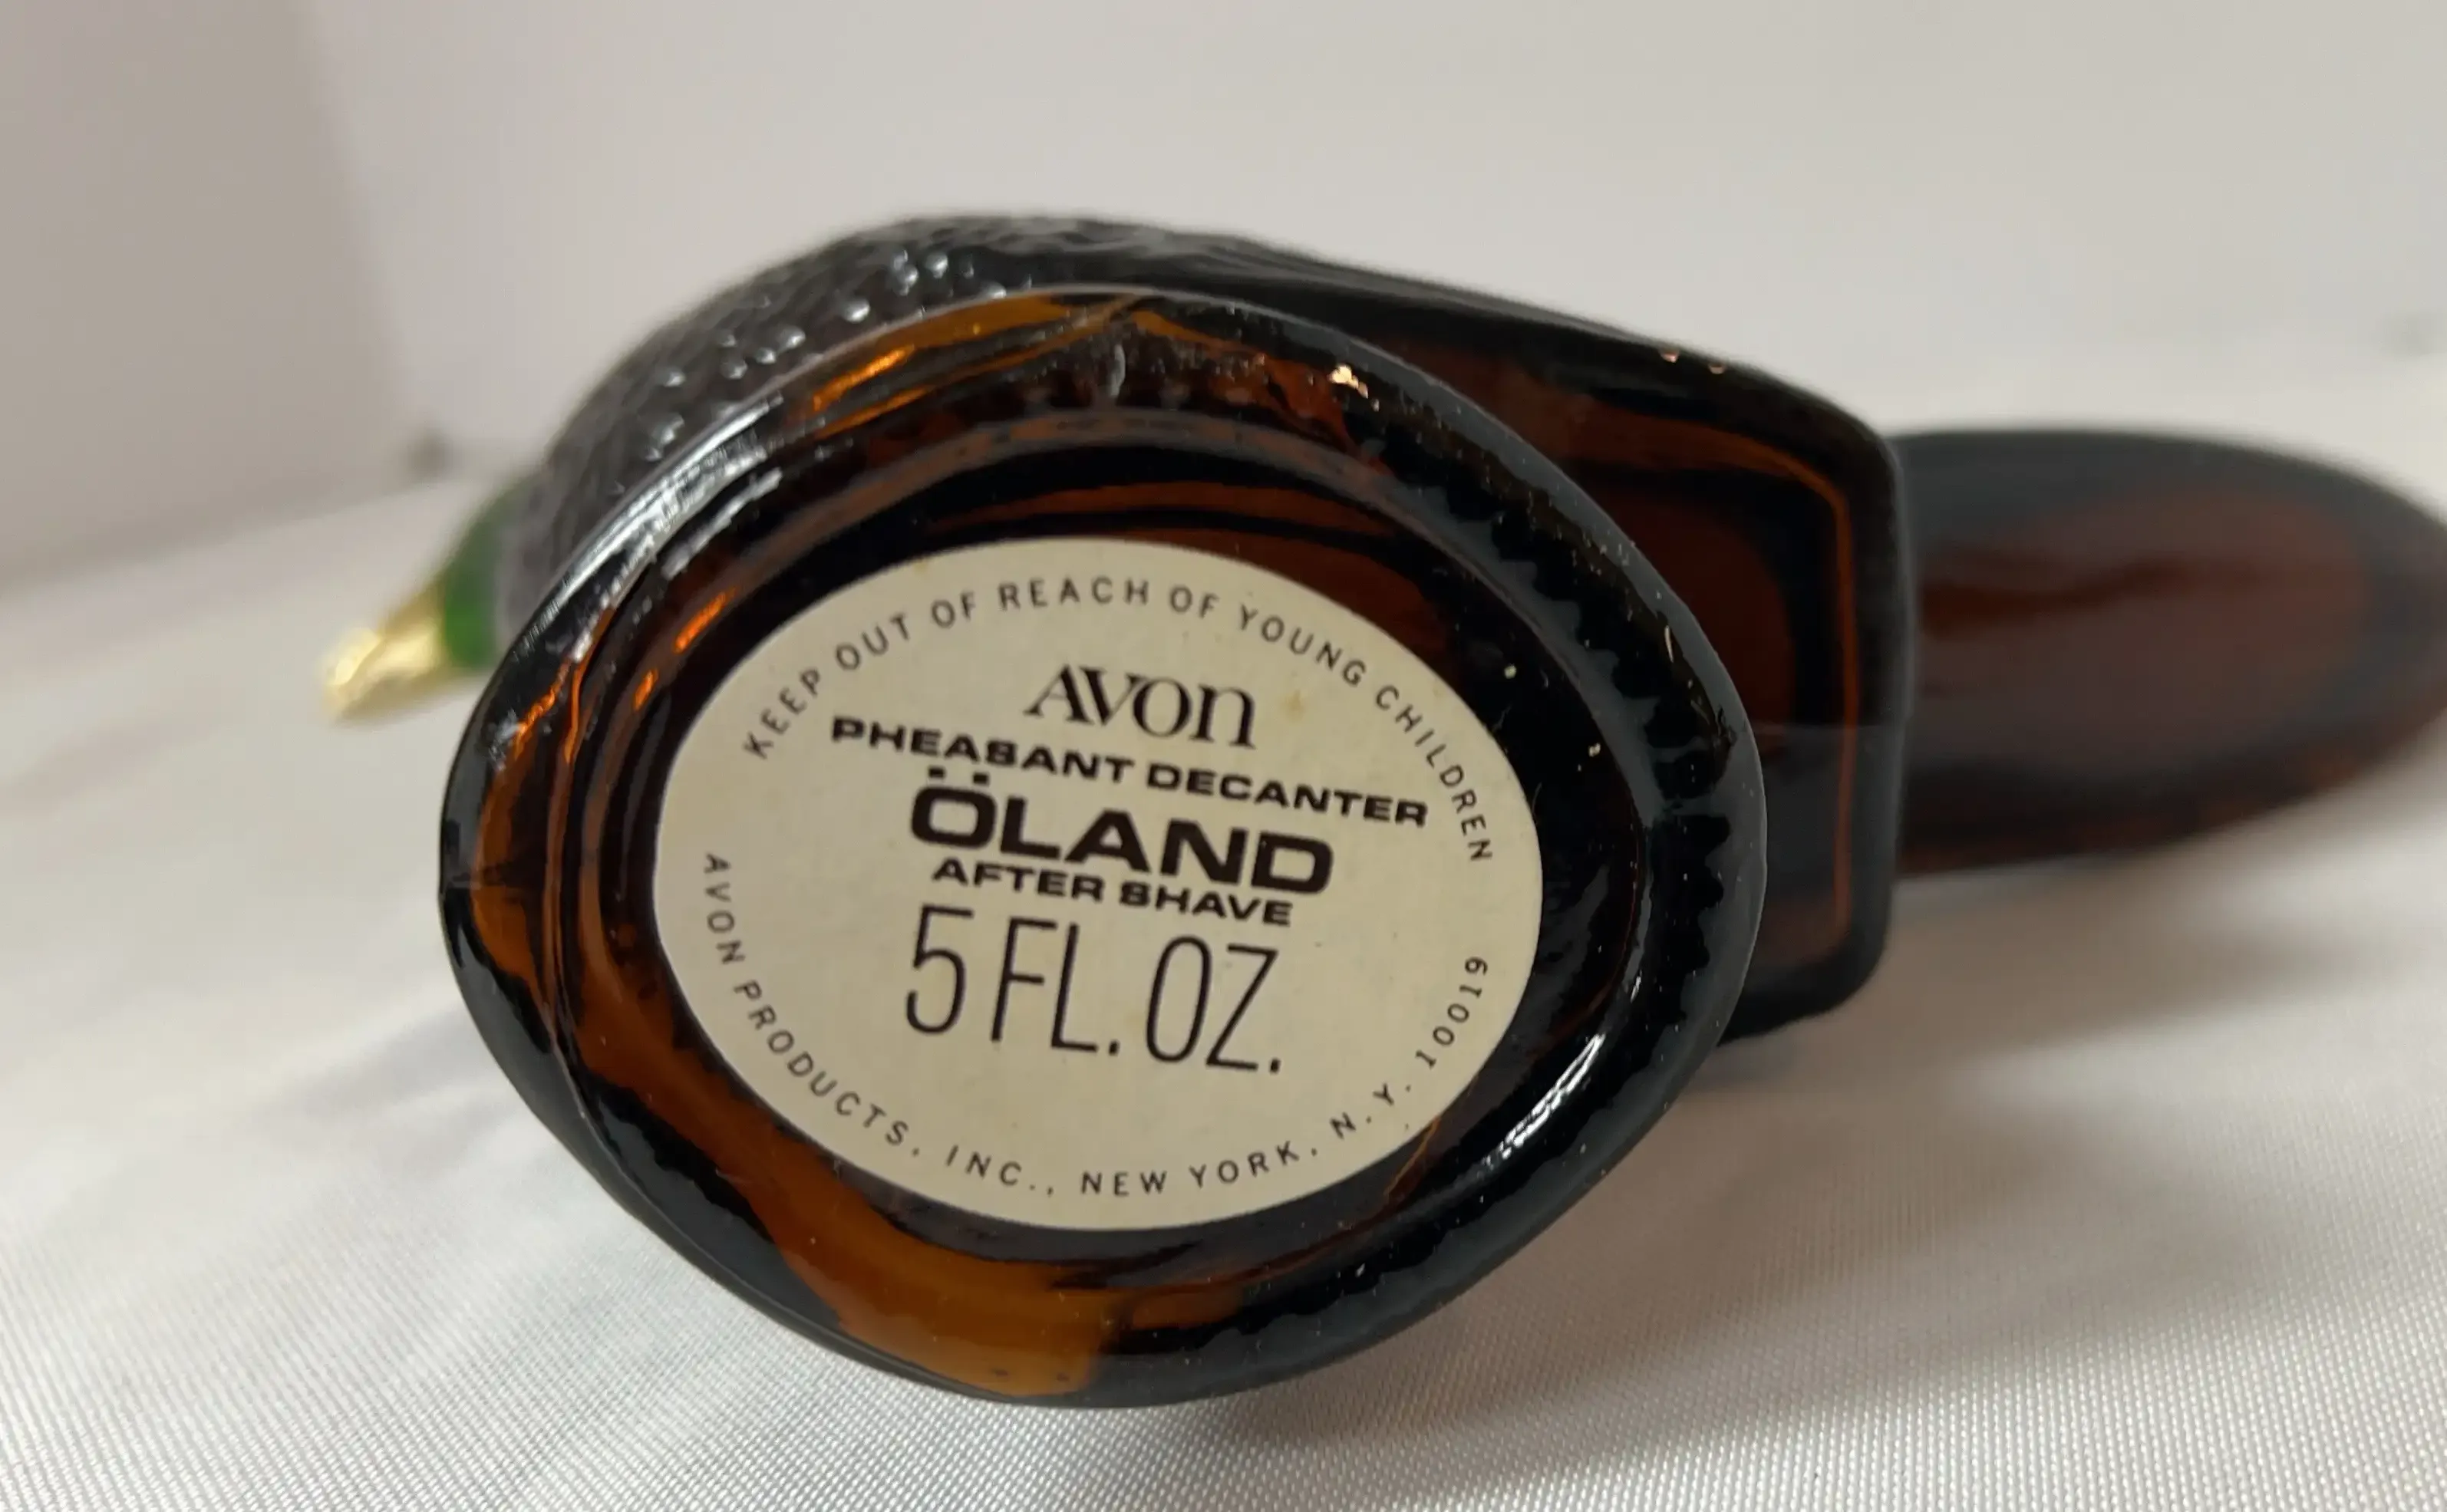 KEEP OUT OF REACH OF YOUNG CHILDREN
AVON
PHEASANT DECANTER
ÖLAND
AFTER SHAVE
5 FL. OZ.
AVON PRODUCTS, INC., NEW YORK, N.Y. 10019